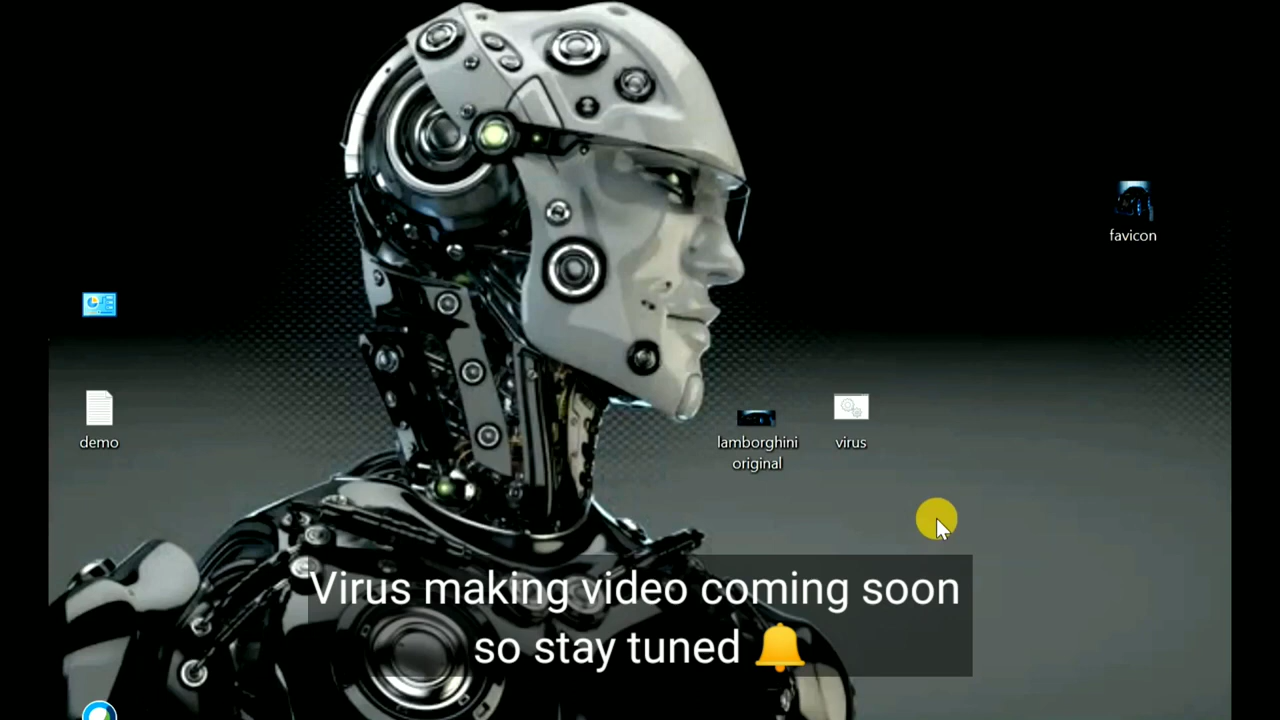 favicon
demo
lamborghini
original
virus
Virus making video coming soon
so stay tuned 🔔